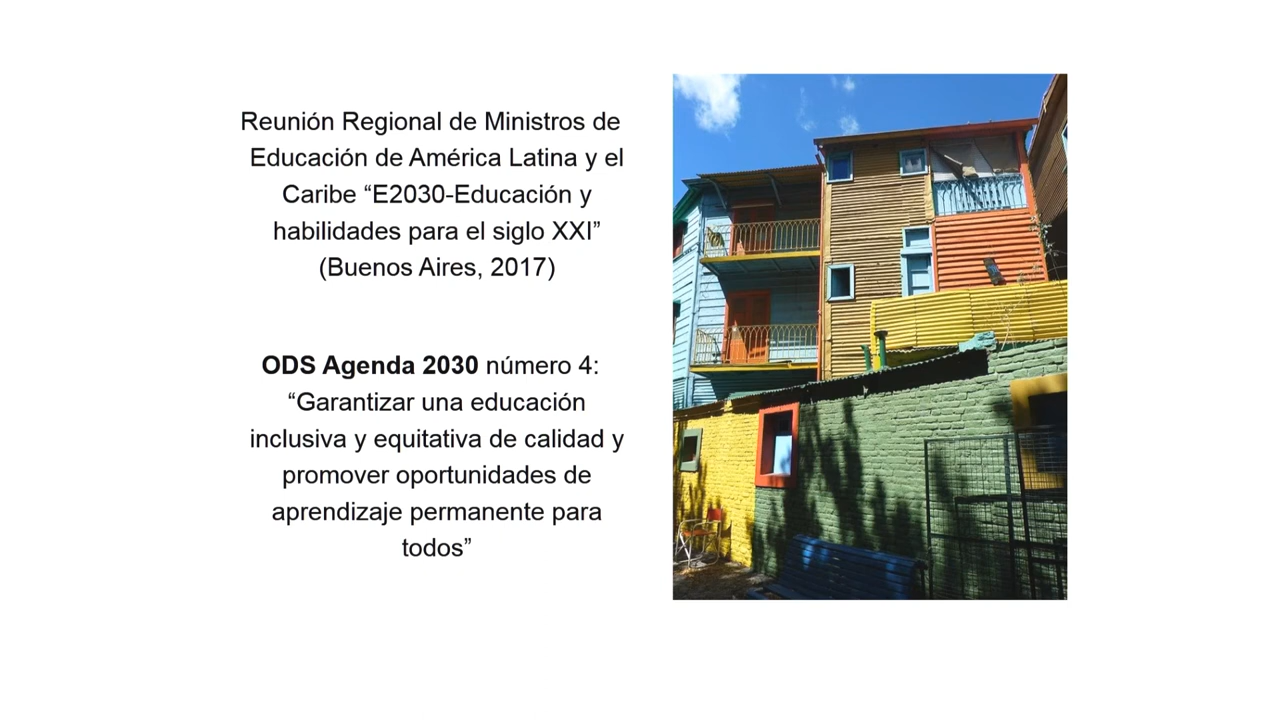 Reunión Regional de Ministros de
Educación de América Latina y el
Caribe “E2030-Educación y
habilidades para el siglo XXI”
(Buenos Aires, 2017)
ODS Agenda 2030 número 4:
“Garantizar una educación
inclusiva y equitativa de calidad y
promover oportunidades de
aprendizaje permanente para
todos”